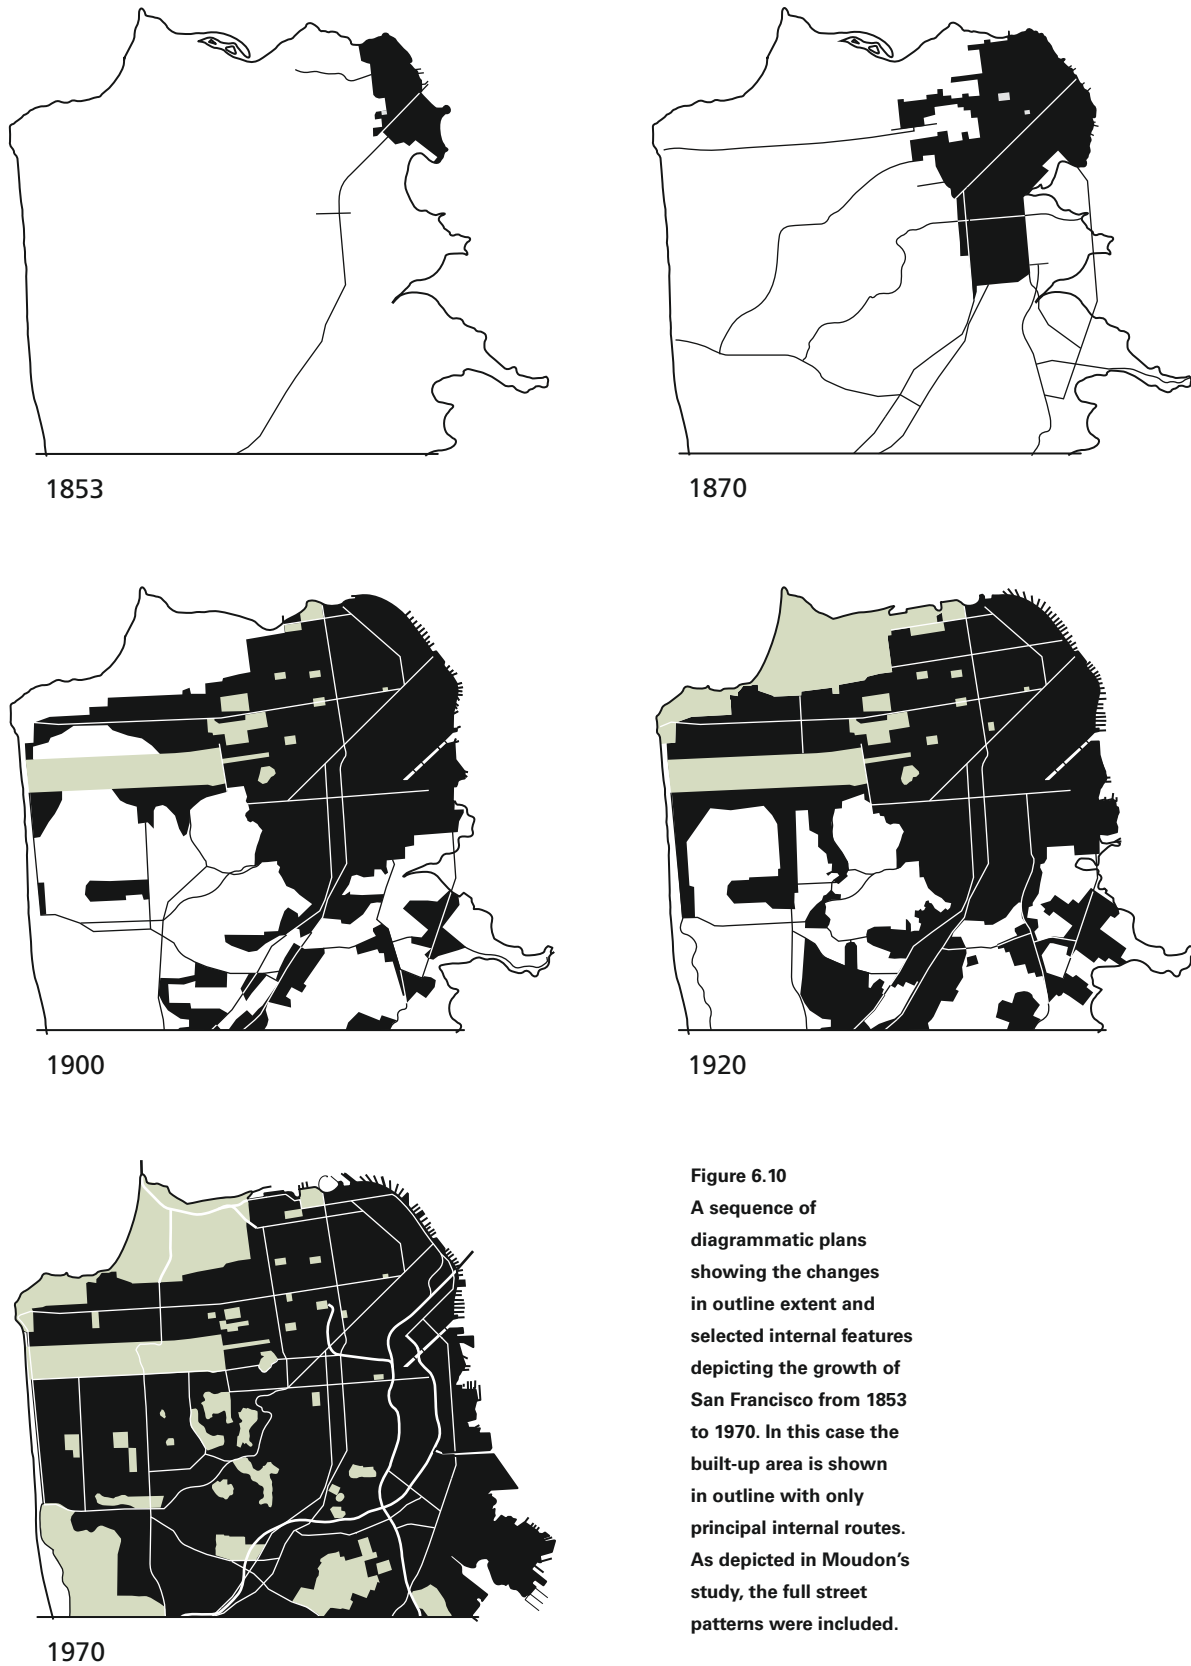 1853
1870
1900
1920
1970
Figure 6.10
A sequence of
diagrammatic plans
showing the changes
in outline extent and
selected internal features
depicting the growth of
San Francisco from 1853
to 1970. In this case the
built-up area is shown
in outline with only
principal internal routes.
As depicted in Moudon’s
study, the full street
patterns were included.